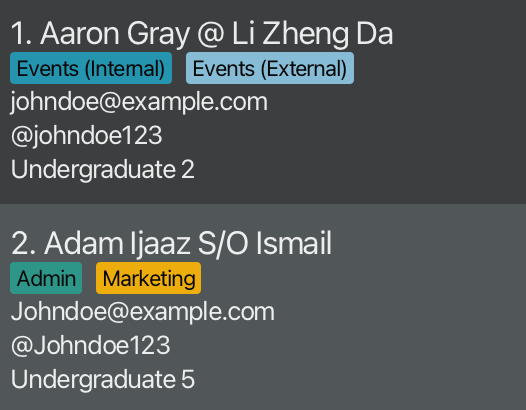 1. Aaron Gray @ Li Zheng Da
Events (Internal) Events (External)
johndoe@example.com
@johndoe123
Undergraduate 2
2. Adam Ijaaz S/O Ismail
Admin Marketing
Johndoe@example.com
@Johndoe123
Undergraduate 5